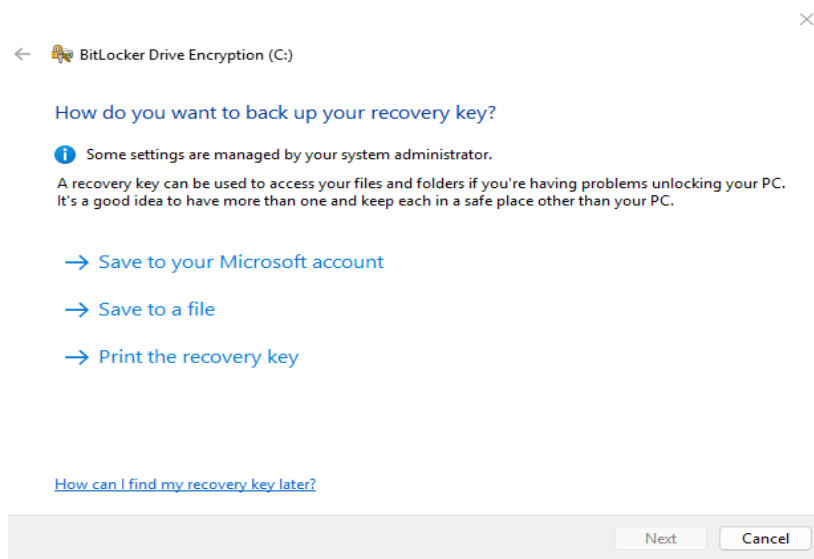 BitLocker Drive Encryption (C:)
How do you want to back up your recovery key?
Some settings are managed by your system administrator.
A recovery key can be used to access your files and folders if you're having problems unlocking your PC.
It's a good idea to have more than one and keep each in a safe place other than your PC.
Save to your Microsoft account
Save to a file
Print the recovery key
How can I find my recovery key later?
Next Cancel